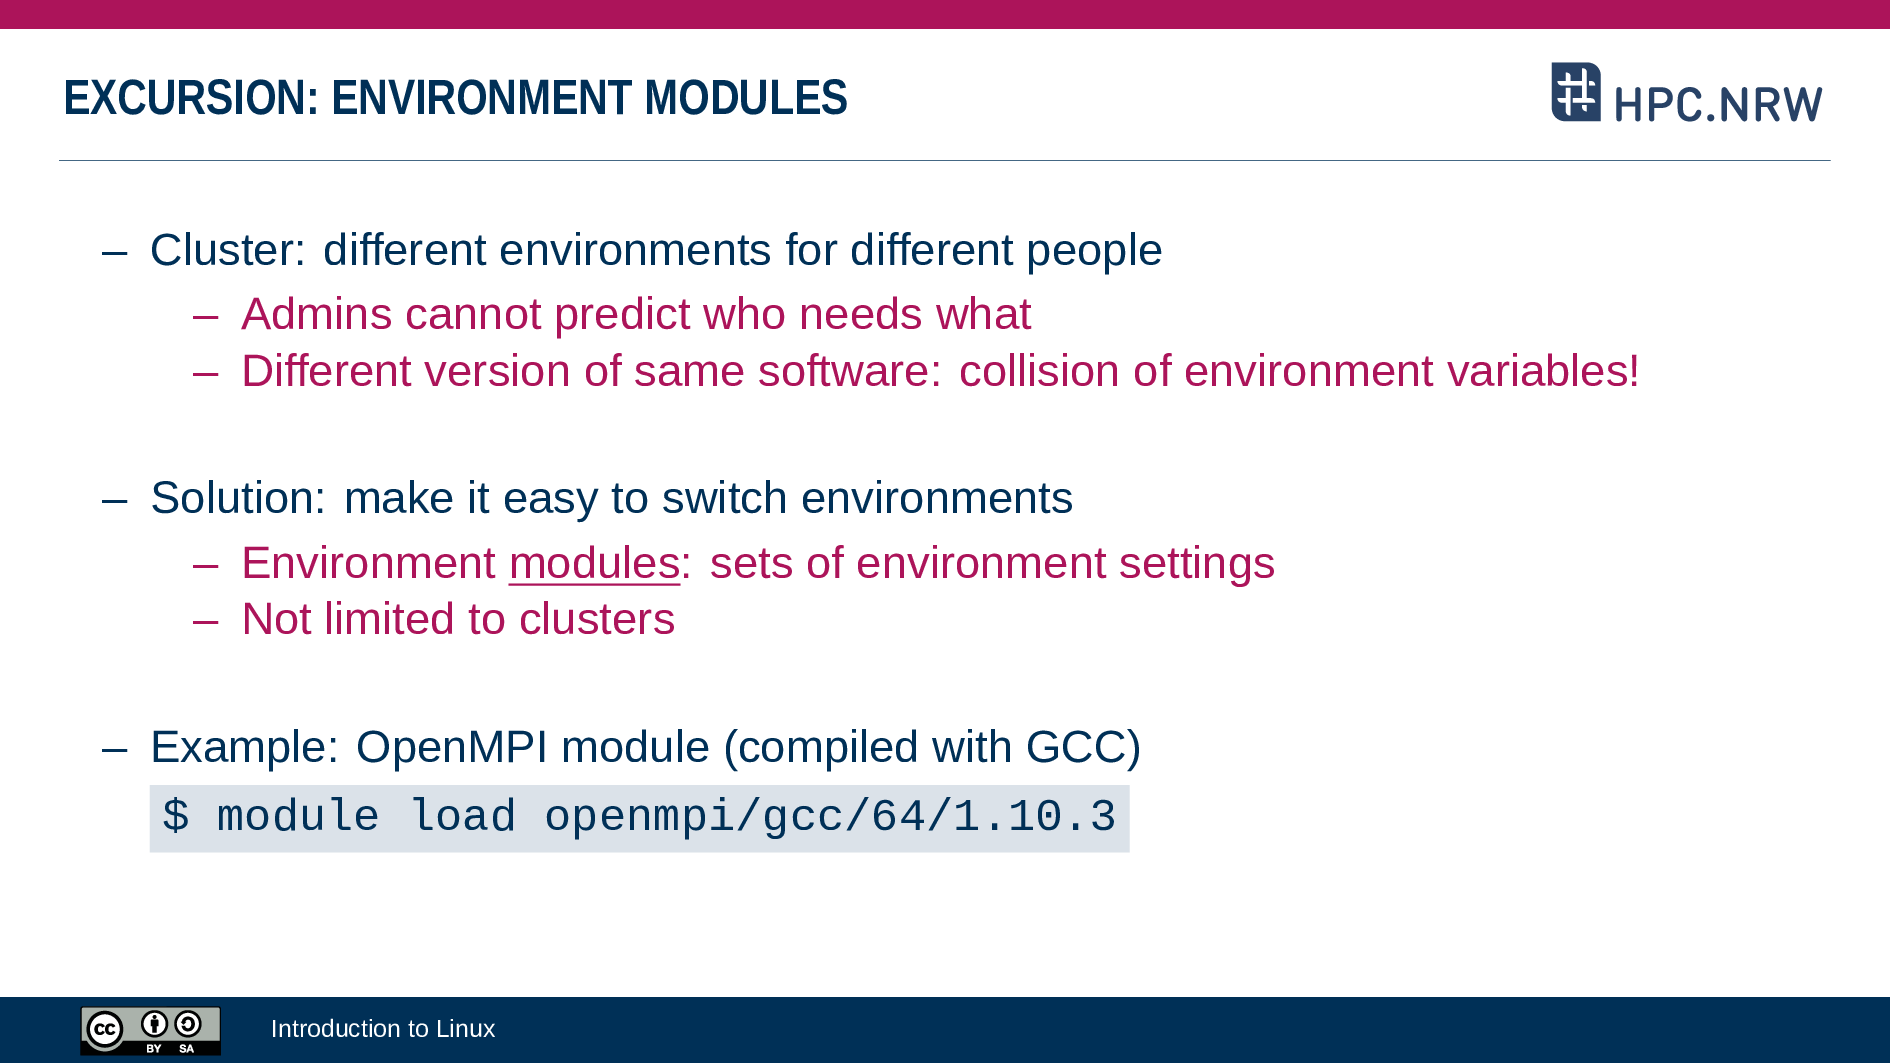 EXCURSION: ENVIRONMENT MODULES
HPC.NRW
– Cluster: different environments for different people
– Admins cannot predict who needs what
– Different version of same software: collision of environment variables!
– Solution: make it easy to switch environments
– Environment modules: sets of environment settings
– Not limited to clusters
– Example: OpenMPI module (compiled with GCC)
$ module load openmpi/gcc/64/1.10.3
cc BY SA
Introduction to Linux